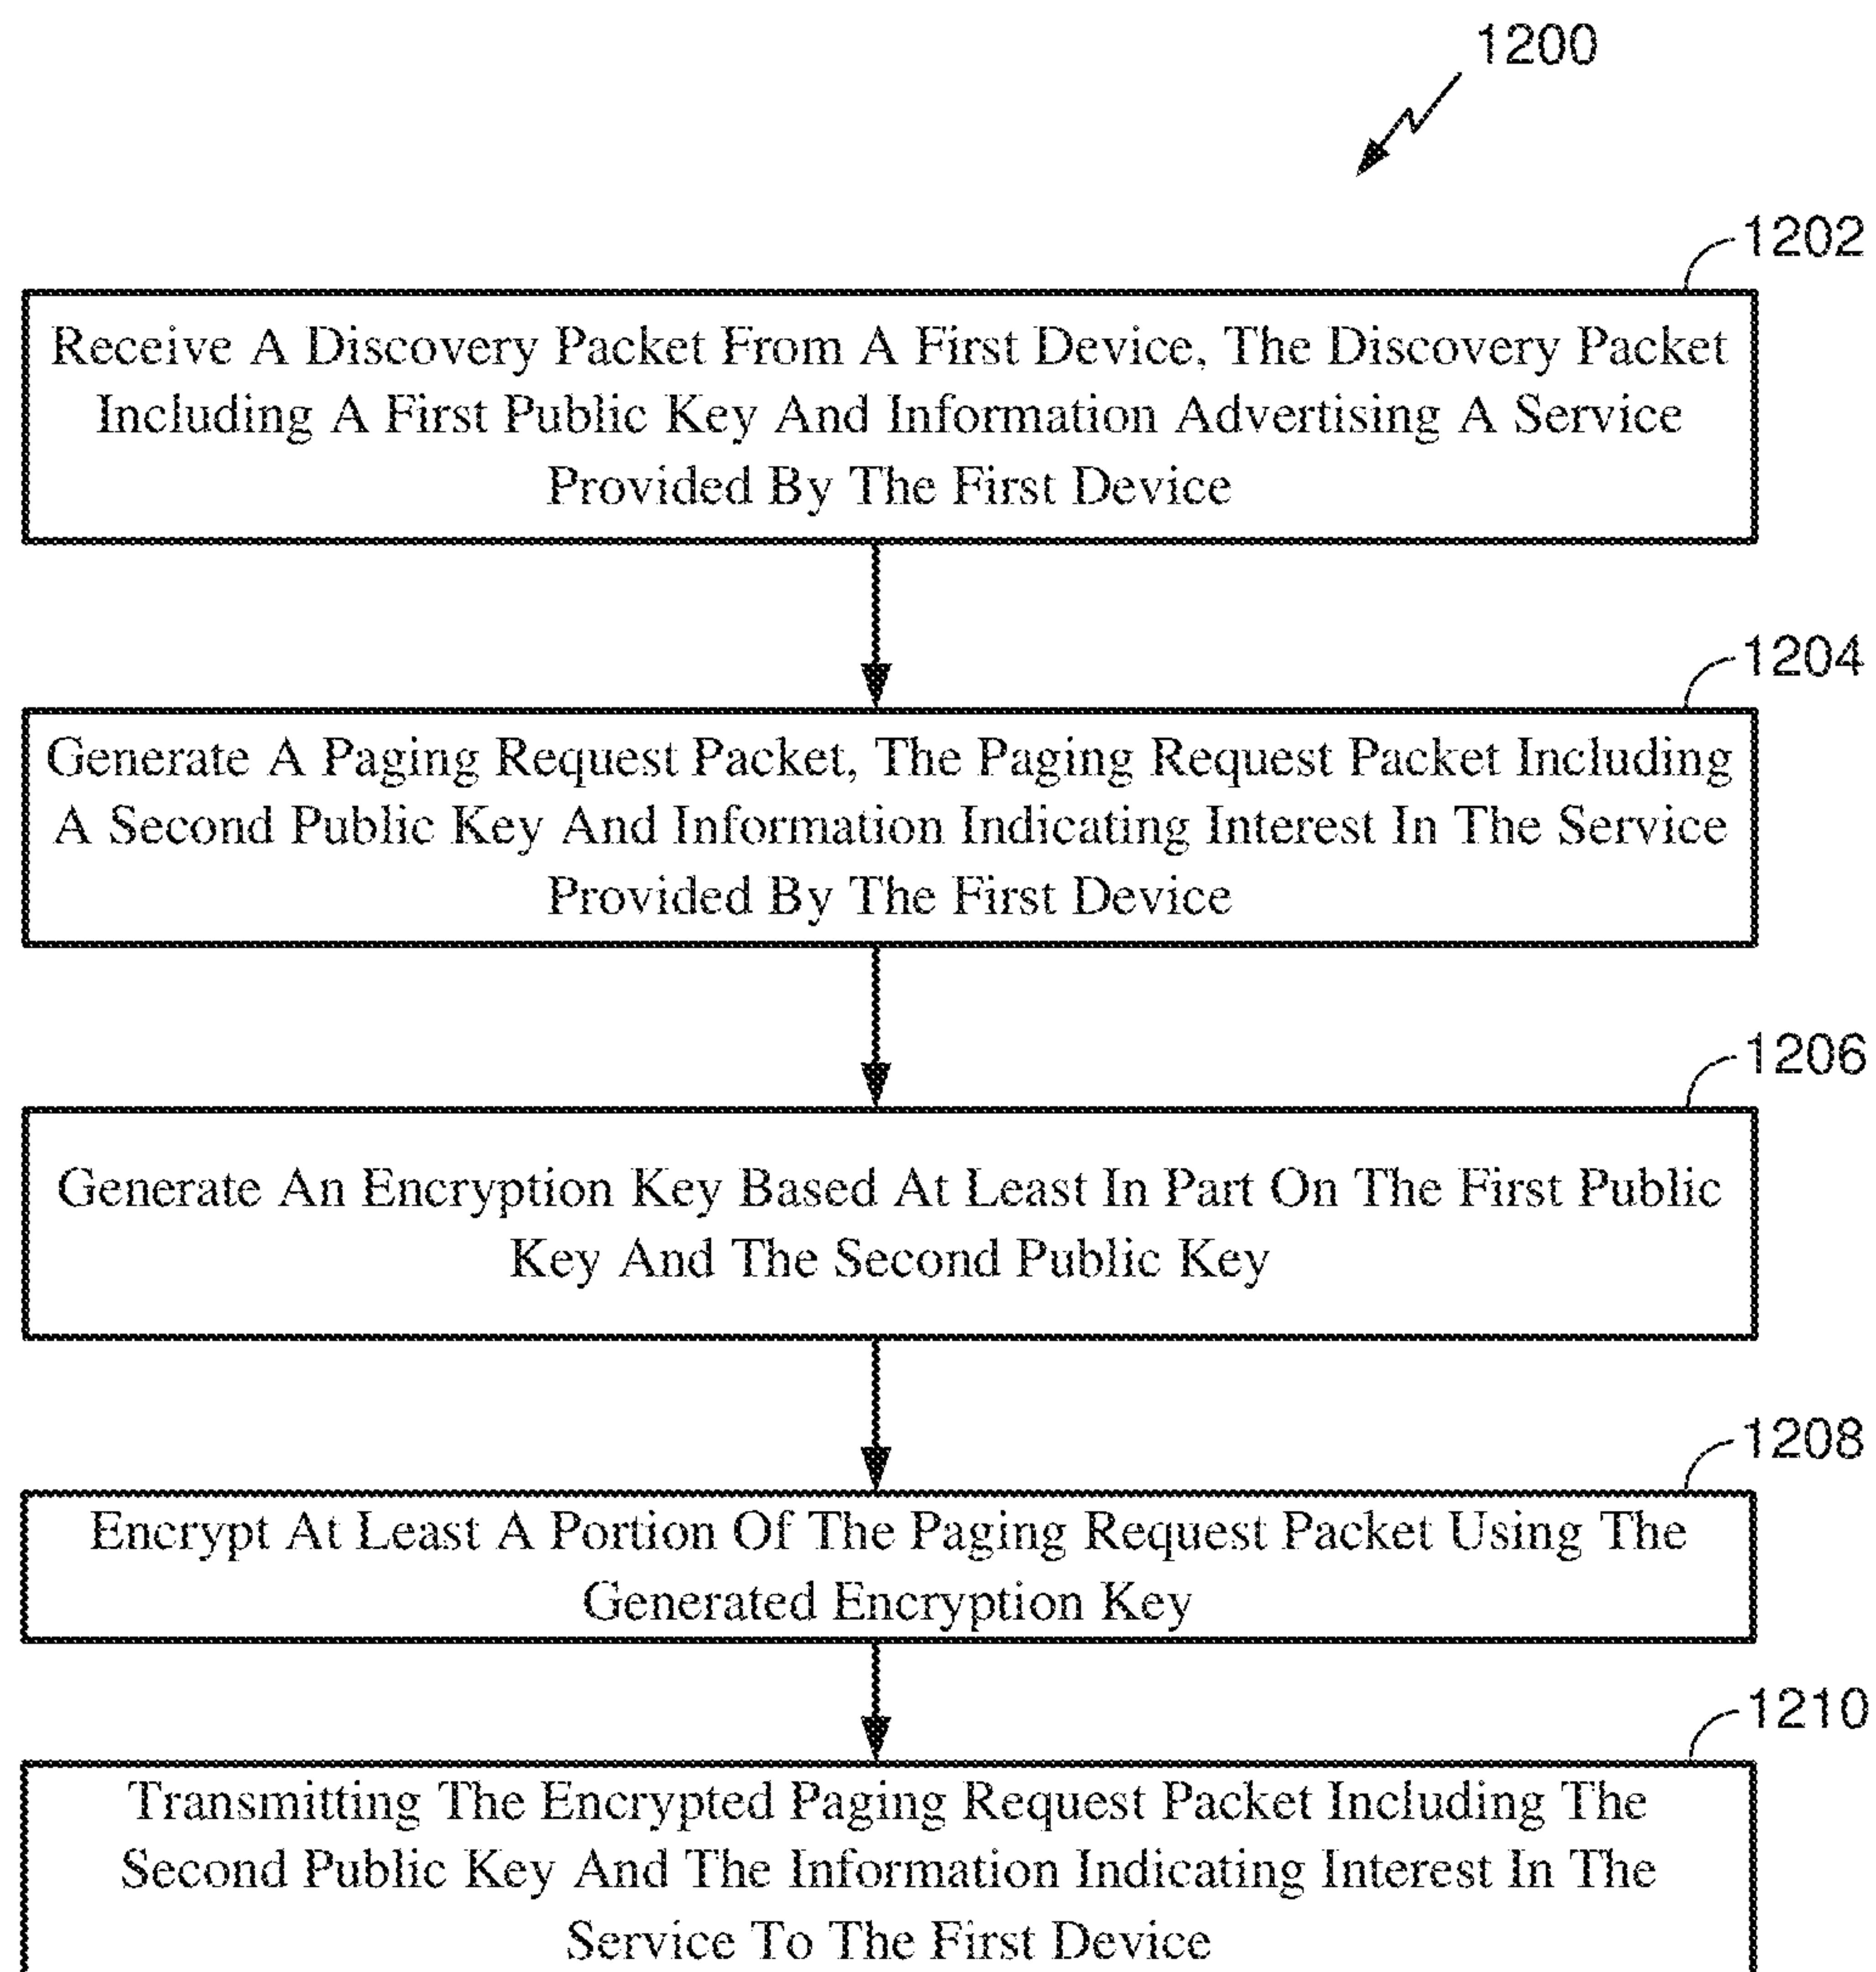 1200
1202
Receive A Discovery Packet From A First Device, The Discovery Packet
Including A First Public Key And Information Advertising A Service
Provided By The First Device
1204
Generate A Paging Request Packet, The Paging Request Packet Including
A Second Public Key And Information Indicating Interest In The Service
Provided By The First Device
1206
Generate An Encryption Key Based At Least In Part On The First Public
Key And The Second Public Key
1208
Encrypt At Least A Portion Of The Paging Request Packet Using The
Generated Encryption Key
1210
Transmitting The Encrypted Paging Request Packet Including The
Second Public Key And The Information Indicating Interest In The
Service To The First Device